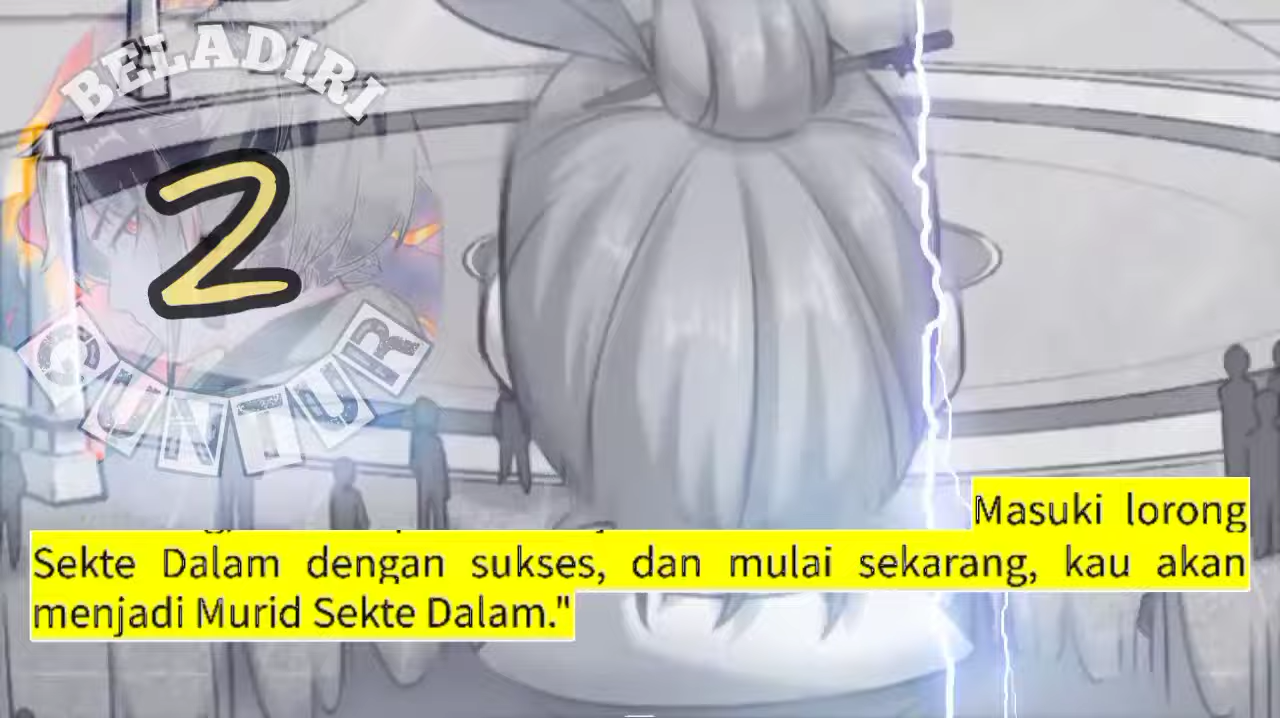 BELADIRI
2
GUNTUR
Masuki lorong
Sekte Dalam dengan sukses, dan mulai sekarang, kau akan
menjadi Murid Sekte Dalam."